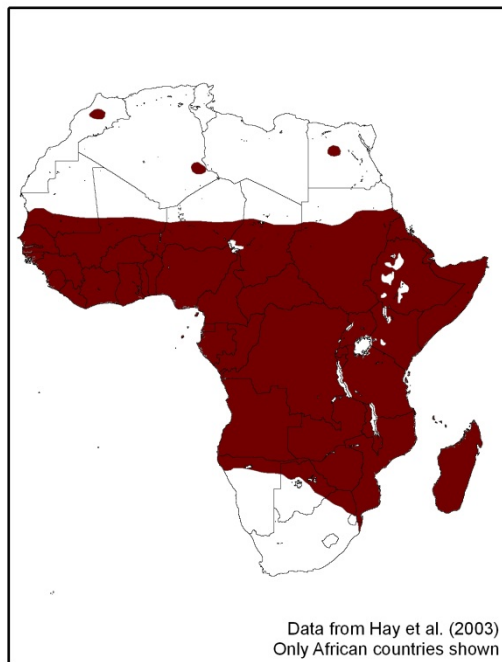 Data from Hay et al. (2003)
Only African countries shown